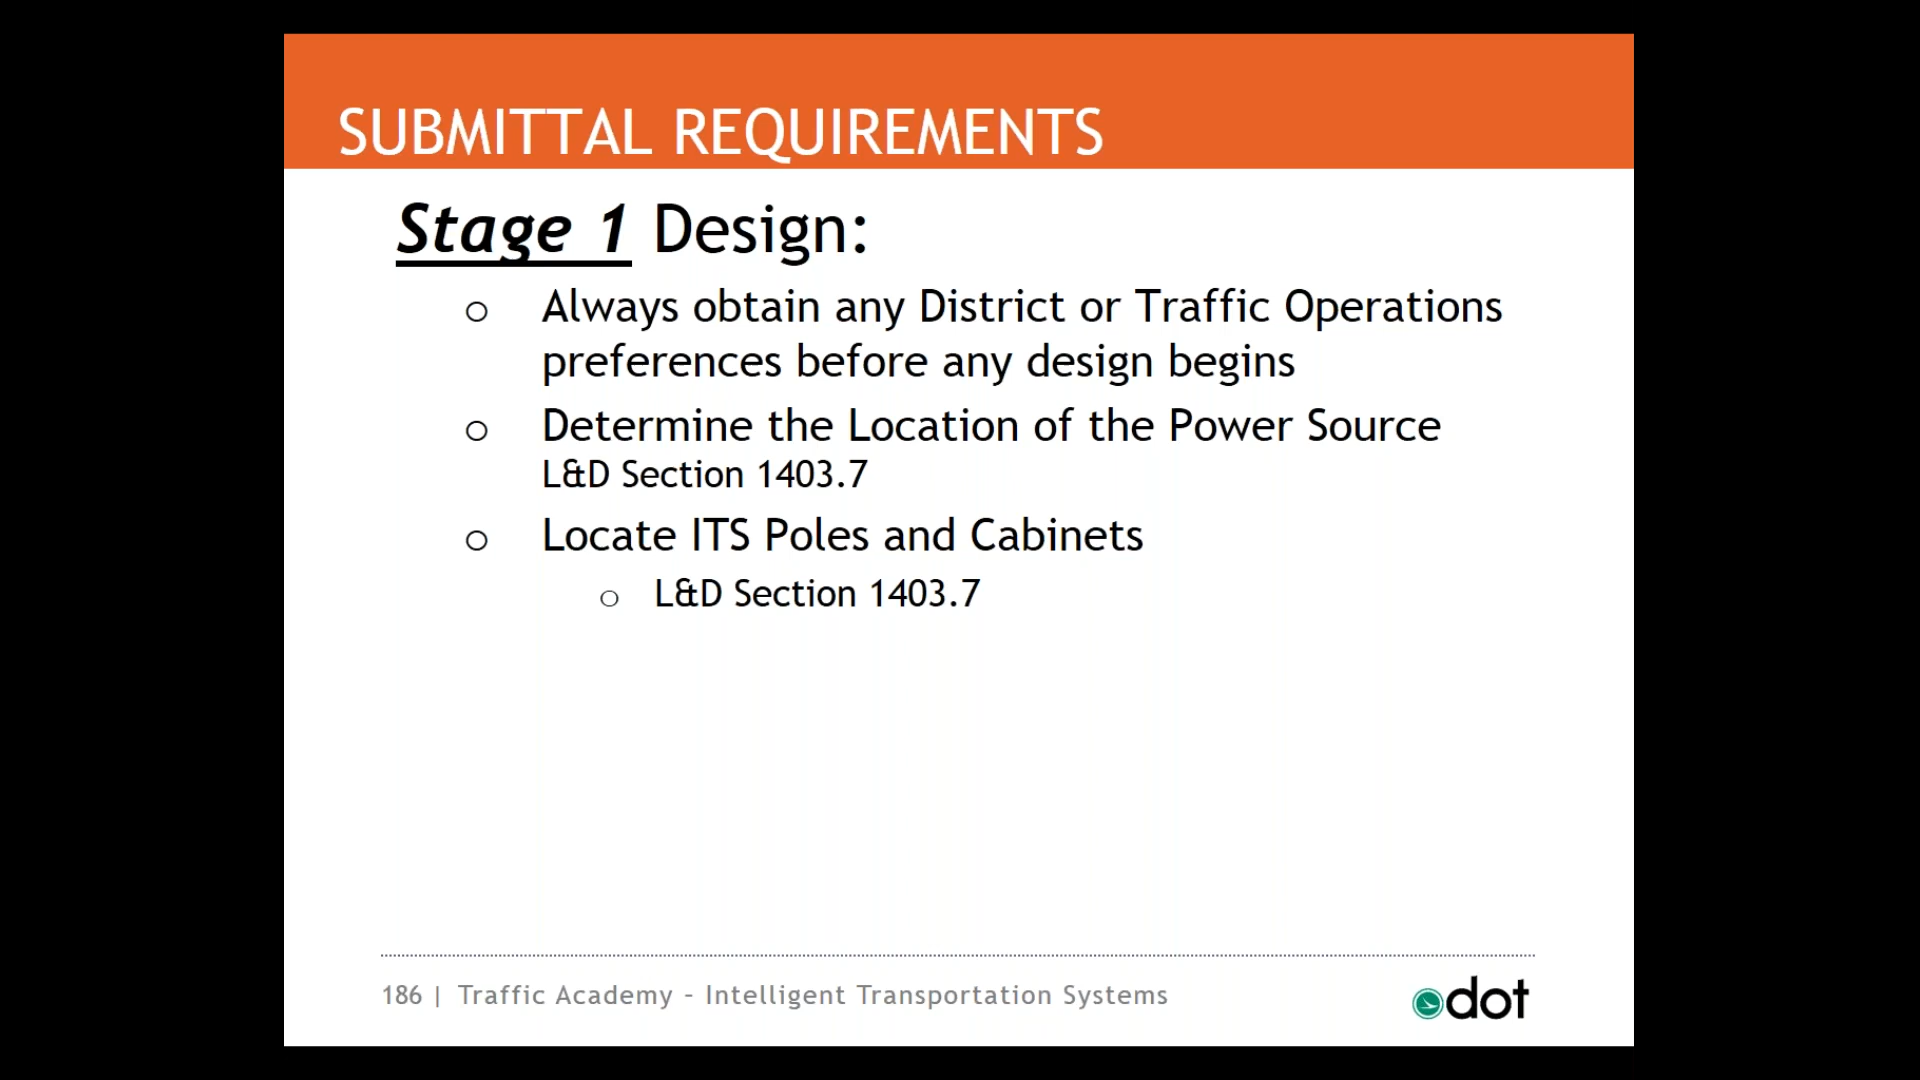 SUBMITTAL REQUIREMENTS
Stage 1 Design:
o Always obtain any District or Traffic Operations
preferences before any design begins
o Determine the Location of the Power Source
L&D Section 1403.7
o Locate ITS Poles and Cabinets
o L&D Section 1403.7
186 | Traffic Academy – Intelligent Transportation Systems
odot